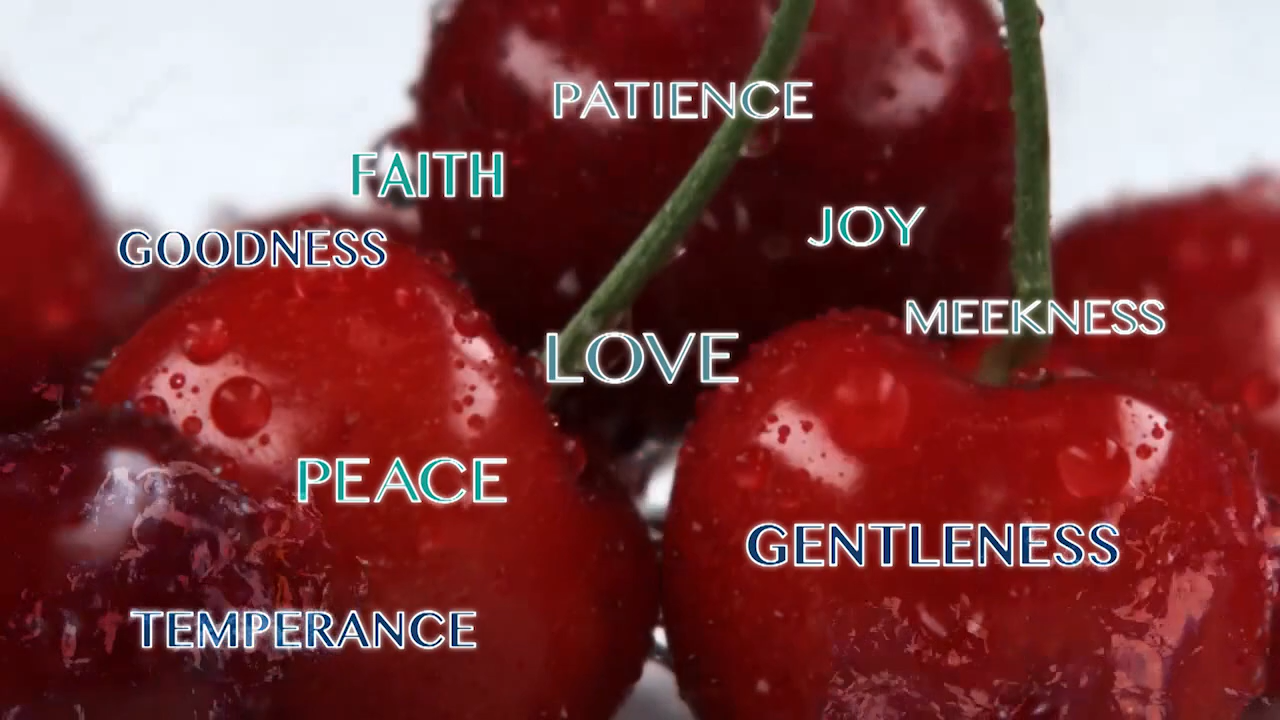 PATIENCE
FAITH
JOY
GOODNESS
MEEKNESS
LOVE
PEACE
GENTLENESS
TEMPERANCE